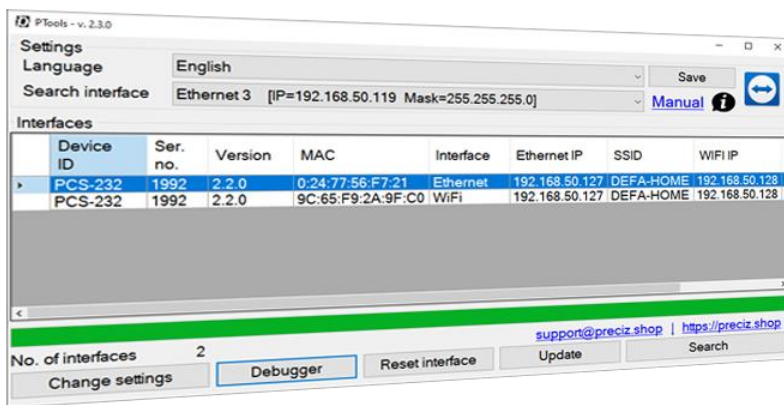 PTools - v. 2.3.0
Settings
Language English Save
Search interface Ethernet 3 [IP=192.168.50.119 Mask=255.255.255.0] Manual
Interfaces
Device ID Ser. no. Version MAC Interface Ethernet IP SSID WIFI IP
PCS-232 1992 2.2.0 0:24:77:56:F7:21 Ethernet 192.168.50.127 DEFA-HOME 192.168.50.128
PCS-232 1992 2.2.0 9C:65:F9:2A:9F:C0 WiFi 192.168.50.127 DEFA-HOME 192.168.50.128
support@preciz.shop | https://preciz.shop
No. of interfaces 2
Change settings Debugger Reset interface Update Search